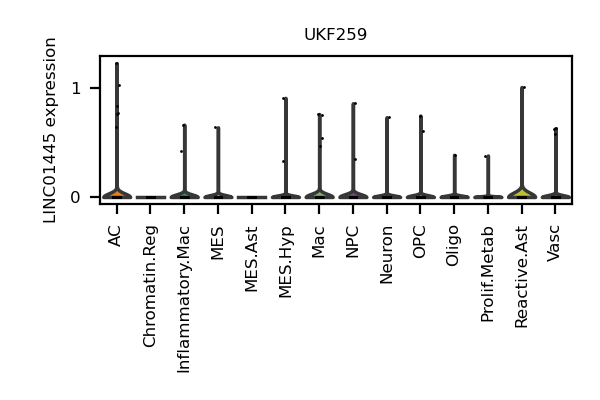 UKF259
LINC01445 expression
1
0
AC
Chromatin.Reg
Inflammatory.Mac
MES
MES.Ast
MES.Hyp
Mac
NPC
Neuron
OPC
Oligo
Prolif.Metab
Reactive.Ast
Vasc